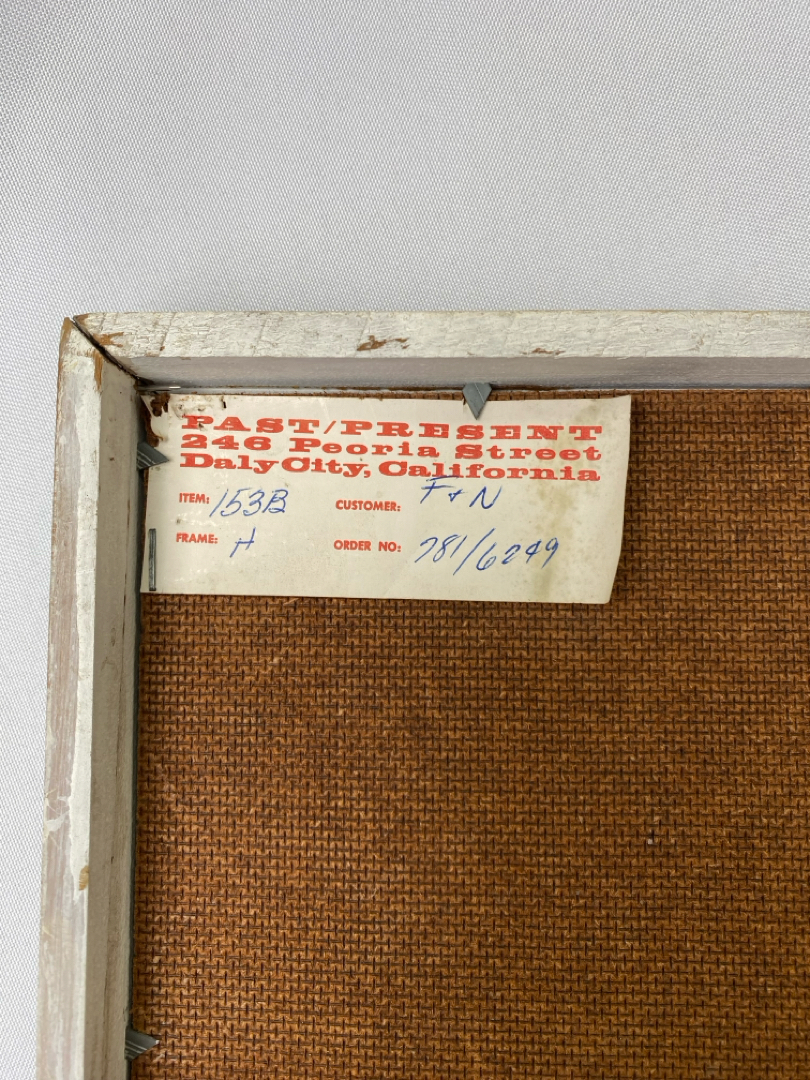 PAST/PRESENT
246 Peoria Street
Daly City, California
ITEM: 153B CUSTOMER: F + N
FRAME: H ORDER NO: 781/6249